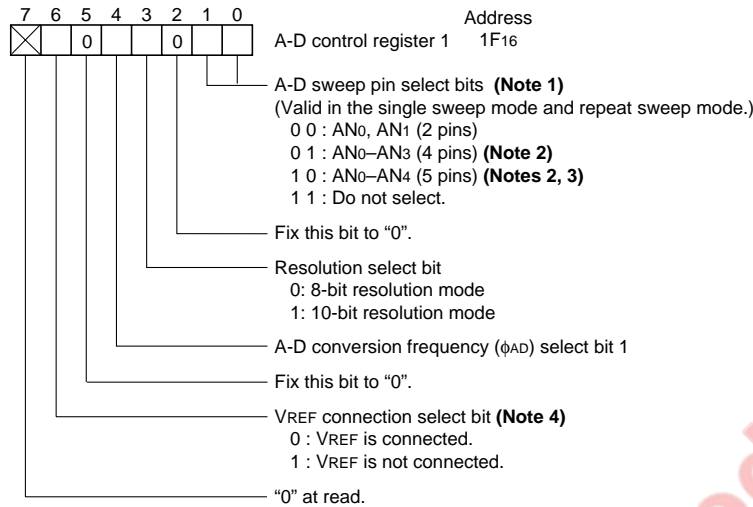 7 6 5 4 3 2 1 0
Address
0 0 A-D control register 1 1F16
A-D sweep pin select bits (Note 1)
(Valid in the single sweep mode and repeat sweep mode.)
0 0 : AN0, AN1 (2 pins)
0 1 : AN0–AN3 (4 pins) (Note 2)
1 0 : AN0–AN4 (5 pins) (Notes 2, 3)
1 1 : Do not select.
Fix this bit to “0”.
Resolution select bit
0: 8-bit resolution mode
1: 10-bit resolution mode
A-D conversion frequency (ϕAD) select bit 1
Fix this bit to “0”.
VREF connection select bit (Note 4)
0 : VREF is connected.
1 : VREF is not connected.
“0” at read.